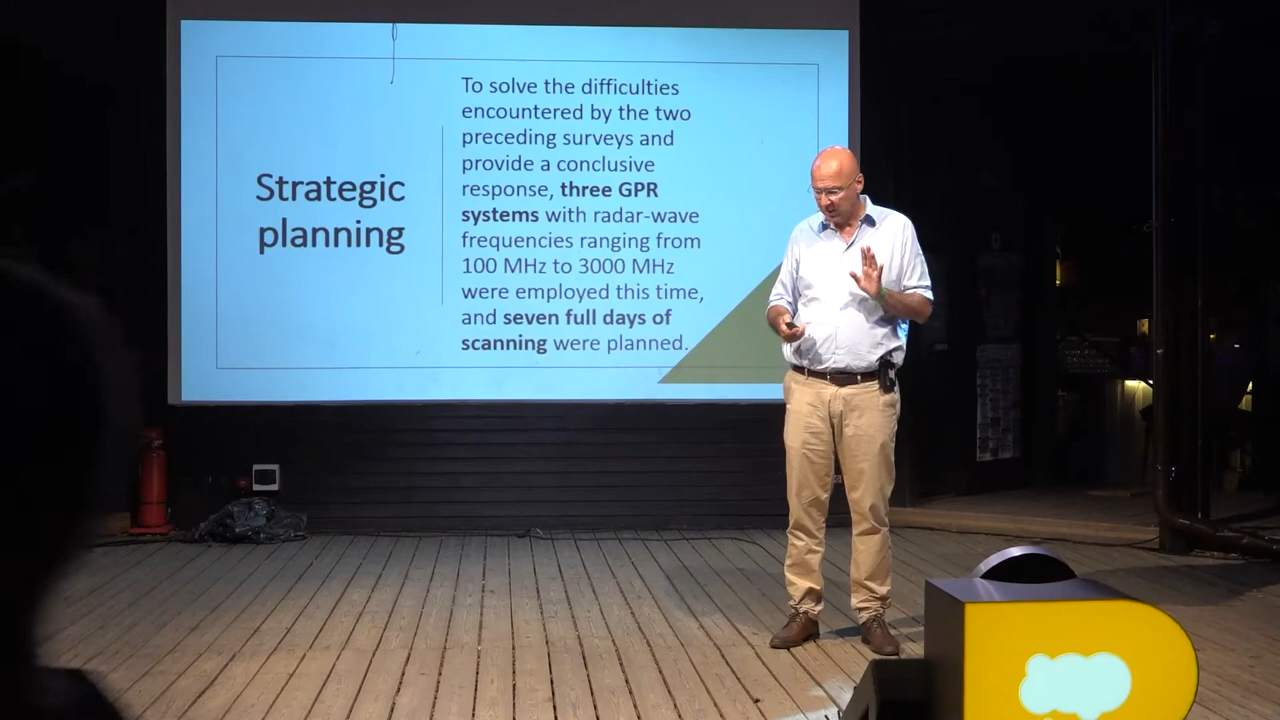 Strategic
planning
To solve the difficulties
encountered by the two
preceding surveys and
provide a conclusive
response, three GPR
systems with radar-wave
frequencies ranging from
100 MHz to 3000 MHz
were employed this time,
and seven full days of
scanning were planned.